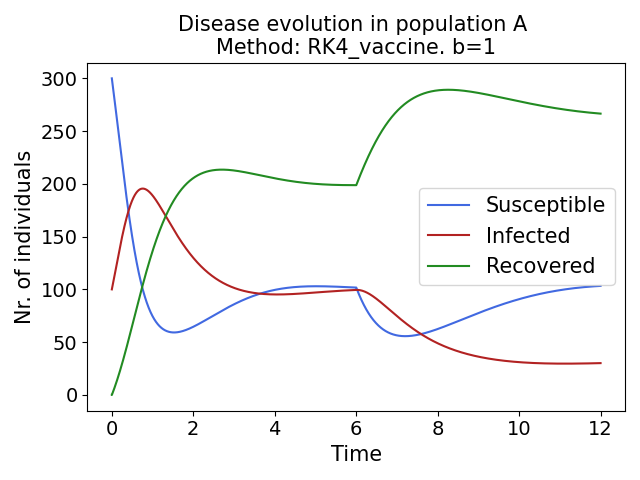 Disease evolution in population A
Method: RK4_vaccine. b=1
Nr. of individuals
300
250
200
150
100
50
0
Susceptible
Infected
Recovered
0 2 4 6 8 10 12
Time